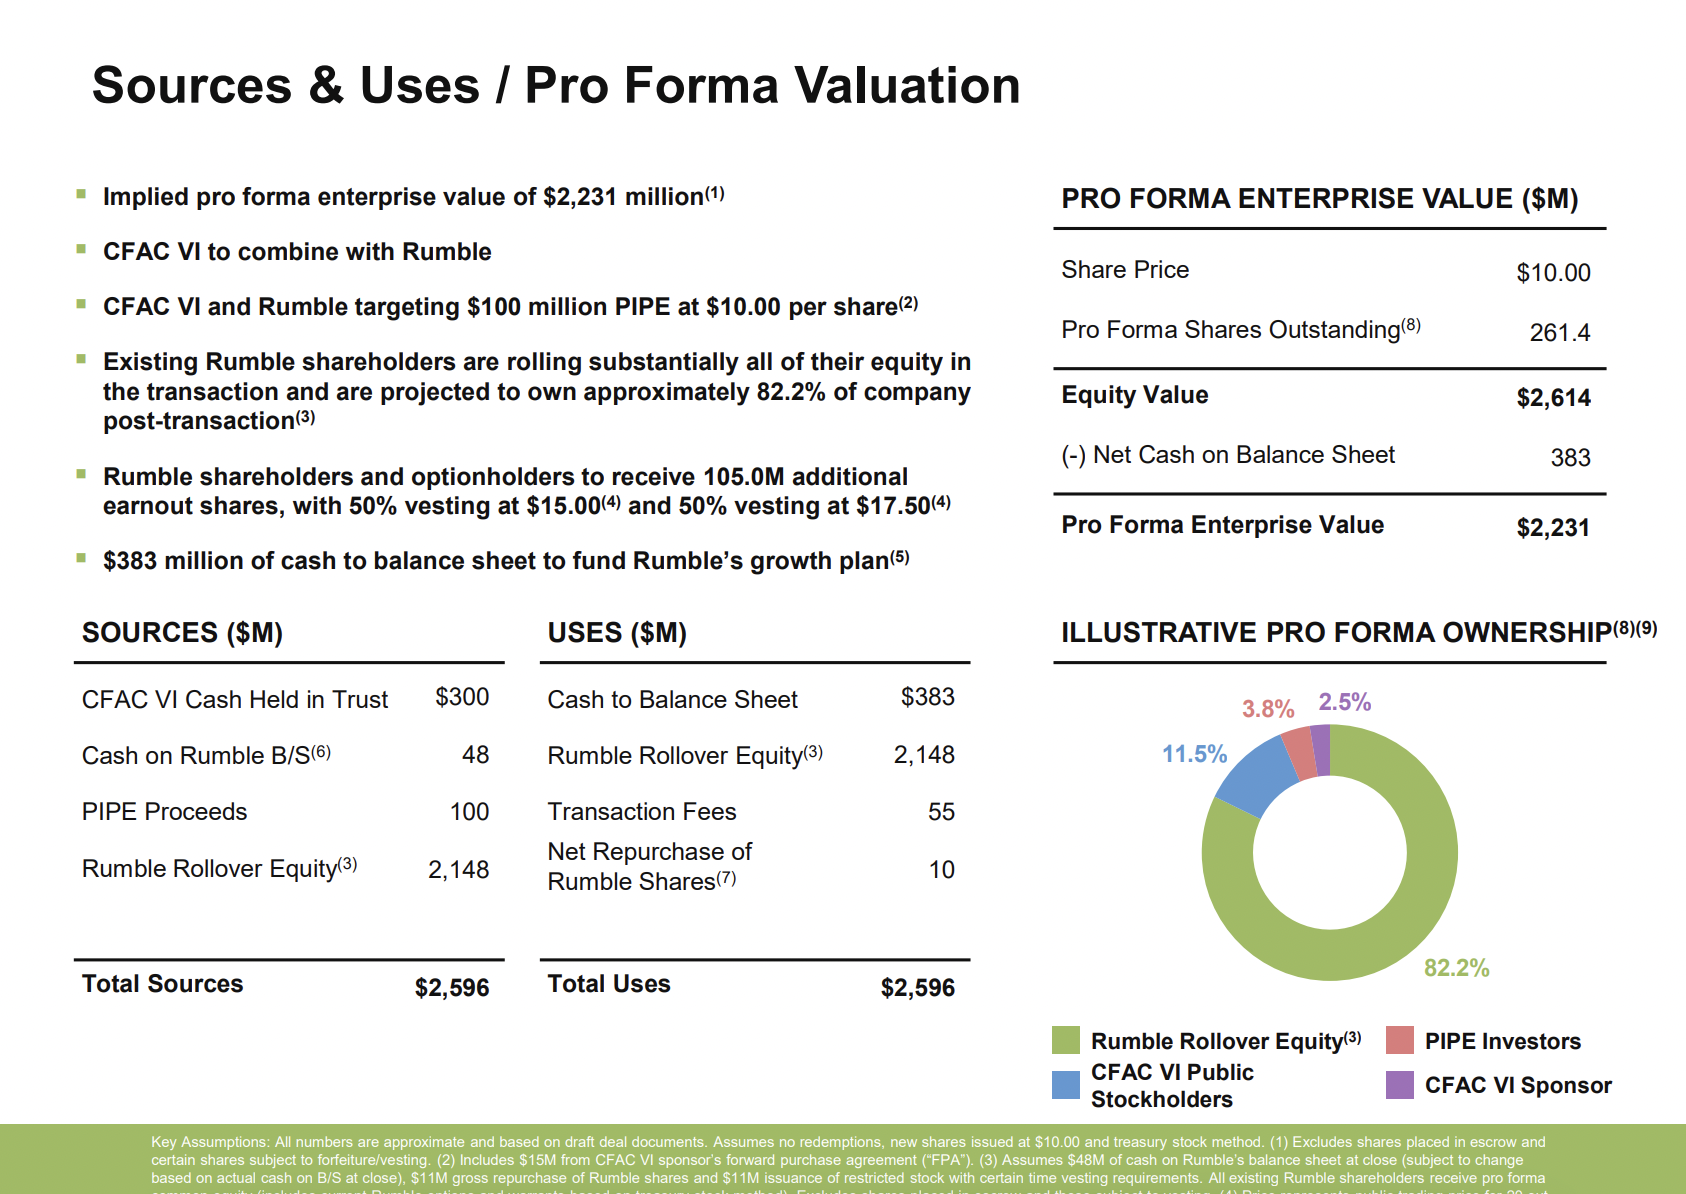 Sources & Uses / Pro Forma Valuation
Implied pro forma enterprise value of $2,231 million(1)
CFAC VI to combine with Rumble
CFAC VI and Rumble targeting $100 million PIPE at $10.00 per share(2)
Existing Rumble shareholders are rolling substantially all of their equity in
the transaction and are projected to own approximately 82.2% of company
post-transaction(3)
Rumble shareholders and optionholders to receive 105.0M additional
earnout shares, with 50% vesting at $15.00(4) and 50% vesting at $17.50(4)
$383 million of cash to balance sheet to fund Rumble’s growth plan(5)
PRO FORMA ENTERPRISE VALUE ($M)
Share Price $10.00
Pro Forma Shares Outstanding(8) 261.4
Equity Value $2,614
(-) Net Cash on Balance Sheet 383
Pro Forma Enterprise Value $2,231
SOURCES ($M)
CFAC VI Cash Held in Trust $300
Cash on Rumble B/S(6) 48
PIPE Proceeds 100
Rumble Rollover Equity(3) 2,148
Total Sources $2,596
USES ($M)
Cash to Balance Sheet $383
Rumble Rollover Equity(3) 2,148
Transaction Fees 55
Net Repurchase of
Rumble Shares(7) 10
Total Uses $2,596
ILLUSTRATIVE PRO FORMA OWNERSHIP(8)(9)
3.8% 2.5%
11.5%
82.2%
Rumble Rollover Equity(3) PIPE Investors
CFAC VI Public
Stockholders
CFAC VI Sponsor
Key Assumptions: All numbers are approximate and based on draft deal documents. Assumes no redemptions, new shares issued at $10.00 and treasury stock method. (1) Excludes shares placed in escrow and
certain shares subject to forfeiture/vesting. (2) Includes $15M from CFAC VI sponsor’s forward purchase agreement (“FPA”). (3) Assumes $48M of cash on Rumble’s balance sheet at close (subject to change
based on actual cash on B/S at close), $11M gross repurchase of Rumble shares and $11M issuance of restricted stock with certain time vesting requirements. All existing Rumble shareholders receive pro forma